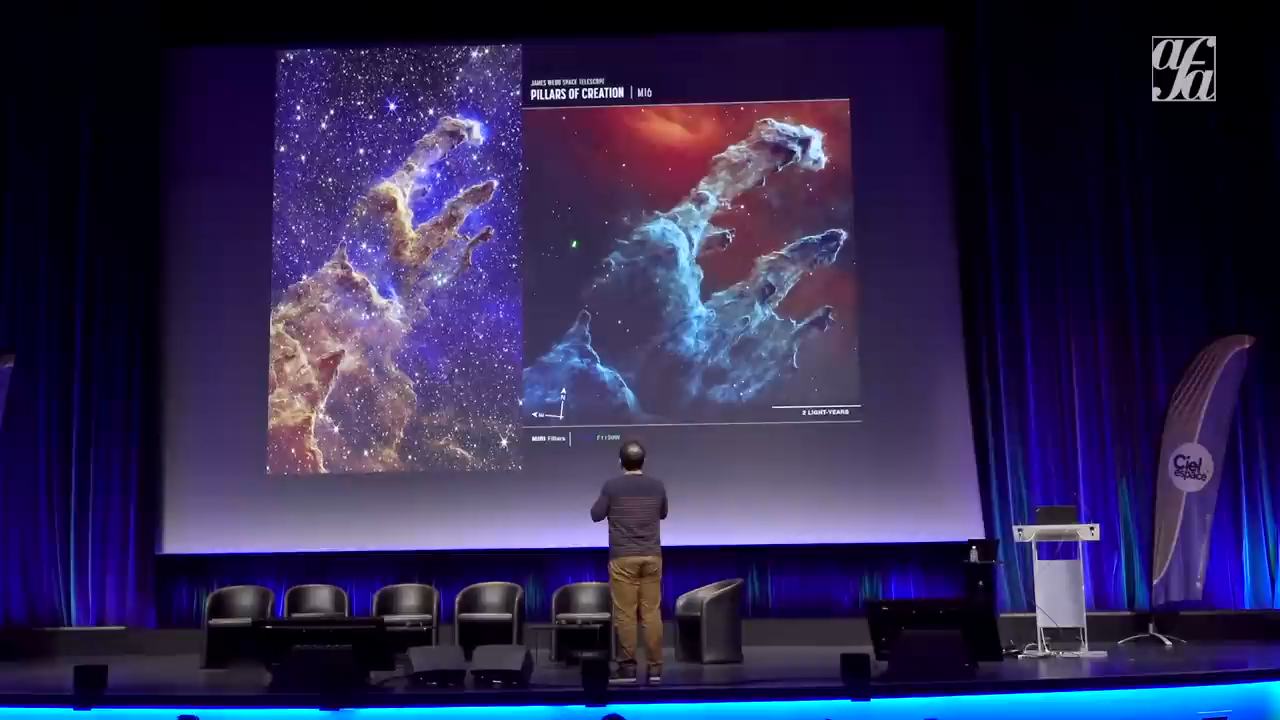 afa
JAMES WEBB SPACE TELESCOPE
PILLARS OF CREATION | M16
N
2 LIGHT-YEARS
MIRI Filters
Ciel
espace